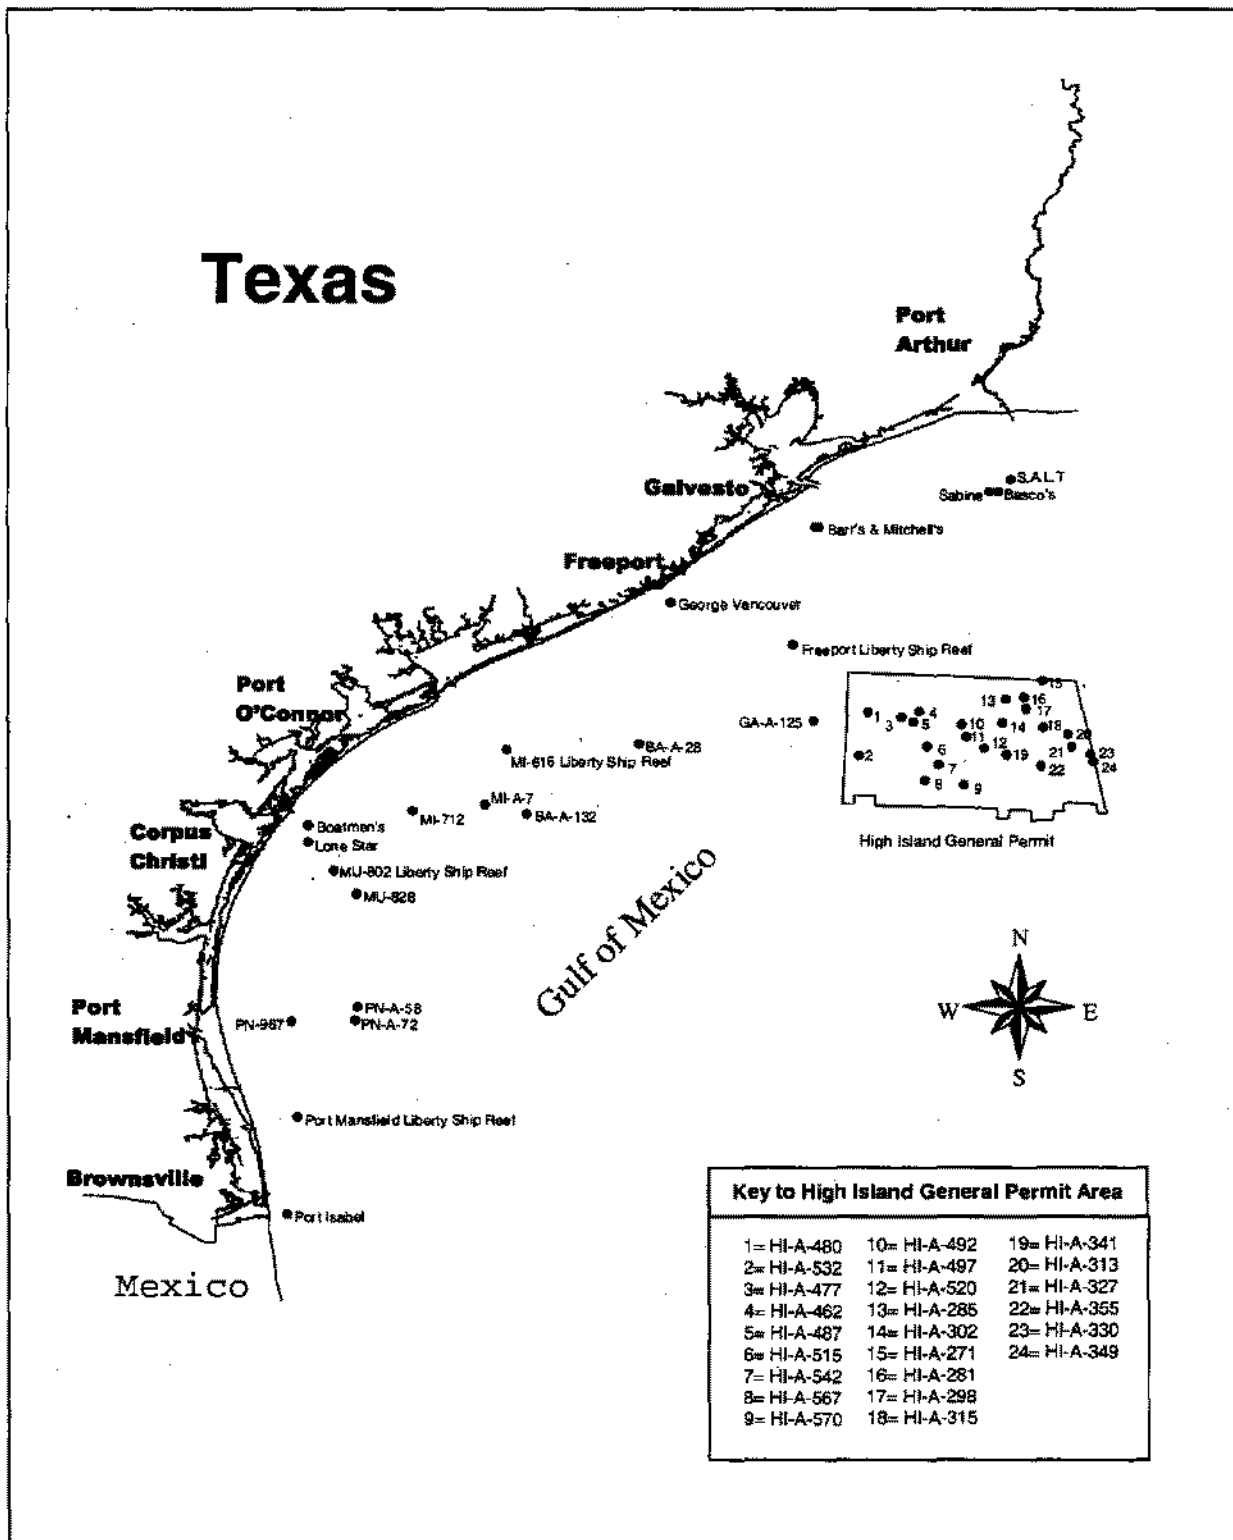 Texas
Port
Arthur
S.A.L.T
Sabine
Basco's
Galvesto
Barr's & Mitchell's
Freeport
George Vancouver
Freeport Liberty Ship Reef
Port
O'Connor
GA-A-125
BA-A-28
MI-616 Liberty Ship Reef
15
16
13
17
1
4
3
5
10
14
18
20
11
6
12
19
21
23
2
7
22
24
8
9
High Island General Permit
MI-A-7
MI-712
BA-A-132
Boatmen's
Lone Star
Corpus
Christi
MU-802 Liberty Ship Reef
MU-828
Gulf of Mexico
N
W
E
S
Port
Mansfield
PN-967
PN-A-58
PN-A-72
Port Mansfield Liberty Ship Reef
Brownsville
Port Isabel
Mexico
Key to High Island General Permit Area
1= HI-A-480 10= HI-A-492 19= HI-A-341
2= HI-A-532 11= HI-A-497 20= HI-A-313
3= HI-A-477 12= HI-A-520 21= HI-A-327
4= HI-A-462 13= HI-A-285 22= HI-A-355
5= HI-A-487 14= HI-A-302 23= HI-A-330
6= HI-A-515 15= HI-A-271 24= HI-A-349
7= HI-A-542 16= HI-A-281
8= HI-A-567 17= HI-A-298
9= HI-A-570 18= HI-A-315